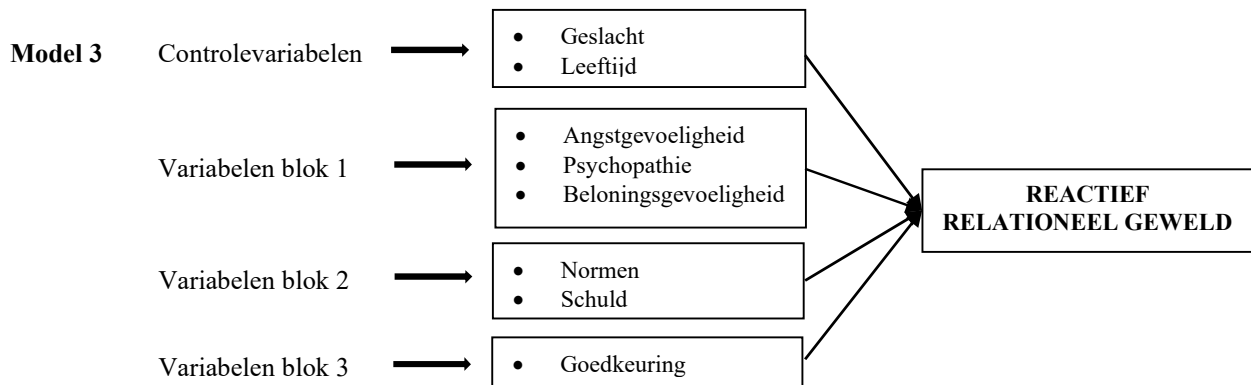 Model 3 Controlevariabelen
• Geslacht
• Leeftijd
Variabelen blok 1
• Angstgevoeligheid
• Psychopathie
• Beloningsgevoeligheid
Variabelen blok 2
• Normen
• Schuld
Variabelen blok 3
• Goedkeuring
REACTIEF
RELATIONEEL GEWELD